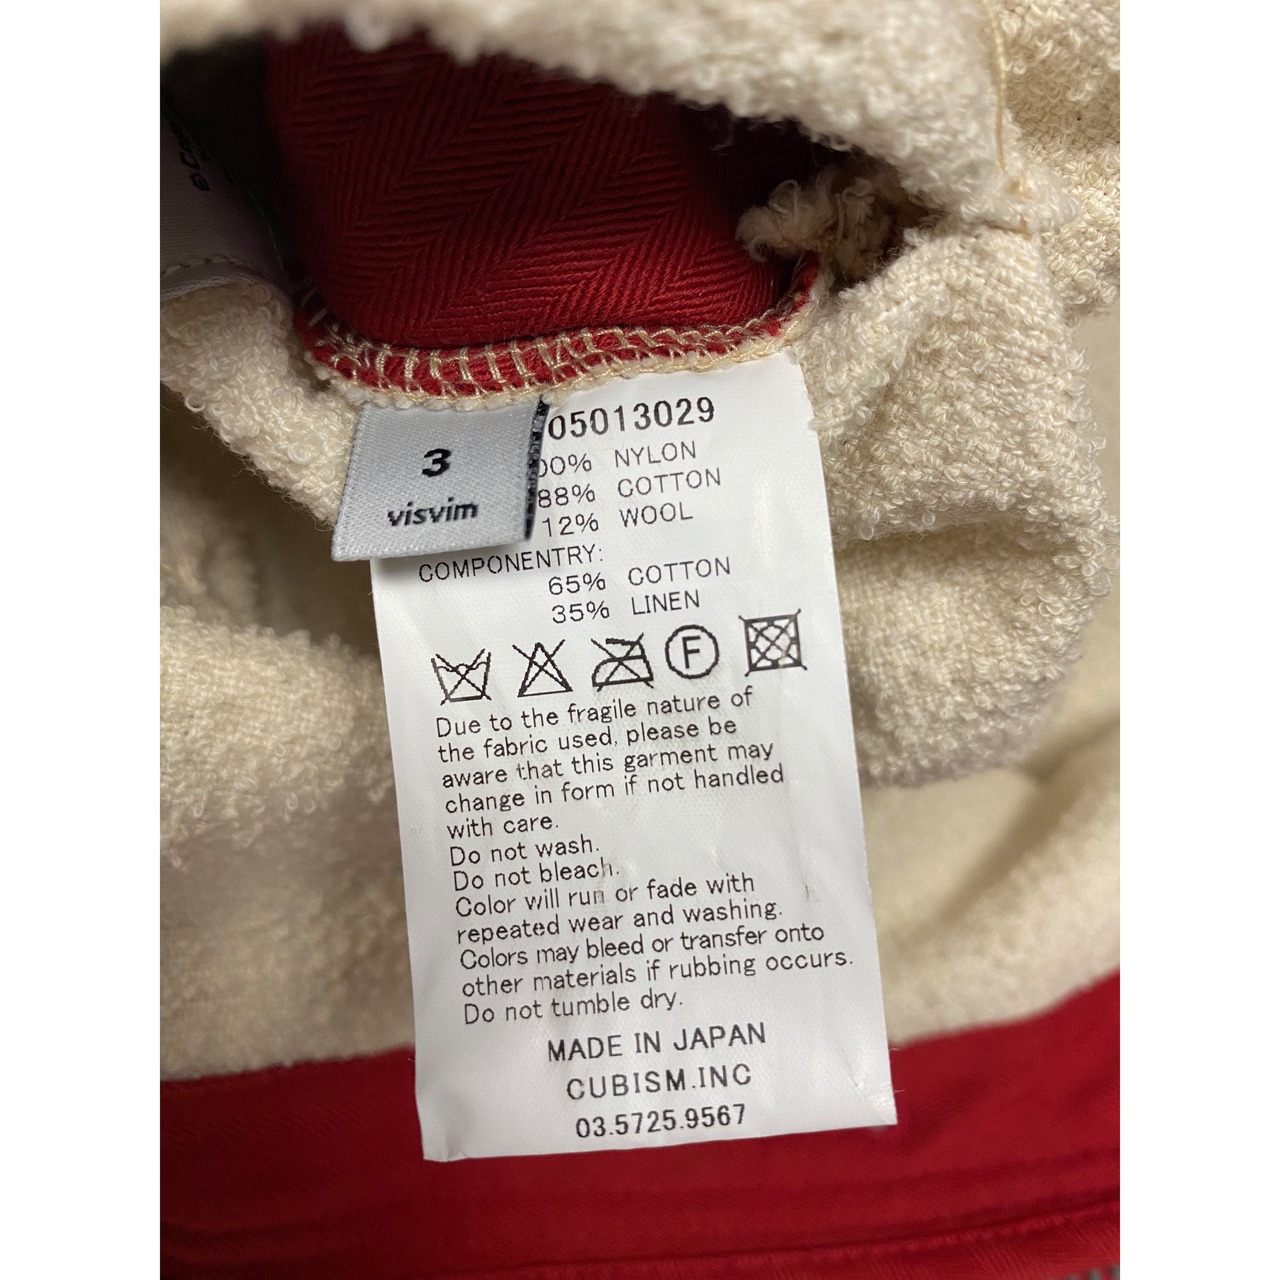 3
visvim
05013029
00% NYLON
88% COTTON
12% WOOL
COMPONENTRY:
65% COTTON
35% LINEN
F
Due to the fragile nature of
the fabric used, please be
aware that this garment may
change in form if not handled
with care.
Do not wash.
Do not bleach.
Color will run or fade with
repeated wear and washing.
Colors may bleed or transfer onto
other materials if rubbing occurs.
Do not tumble dry.
MADE IN JAPAN
CUBISM.INC
03.5725.9567